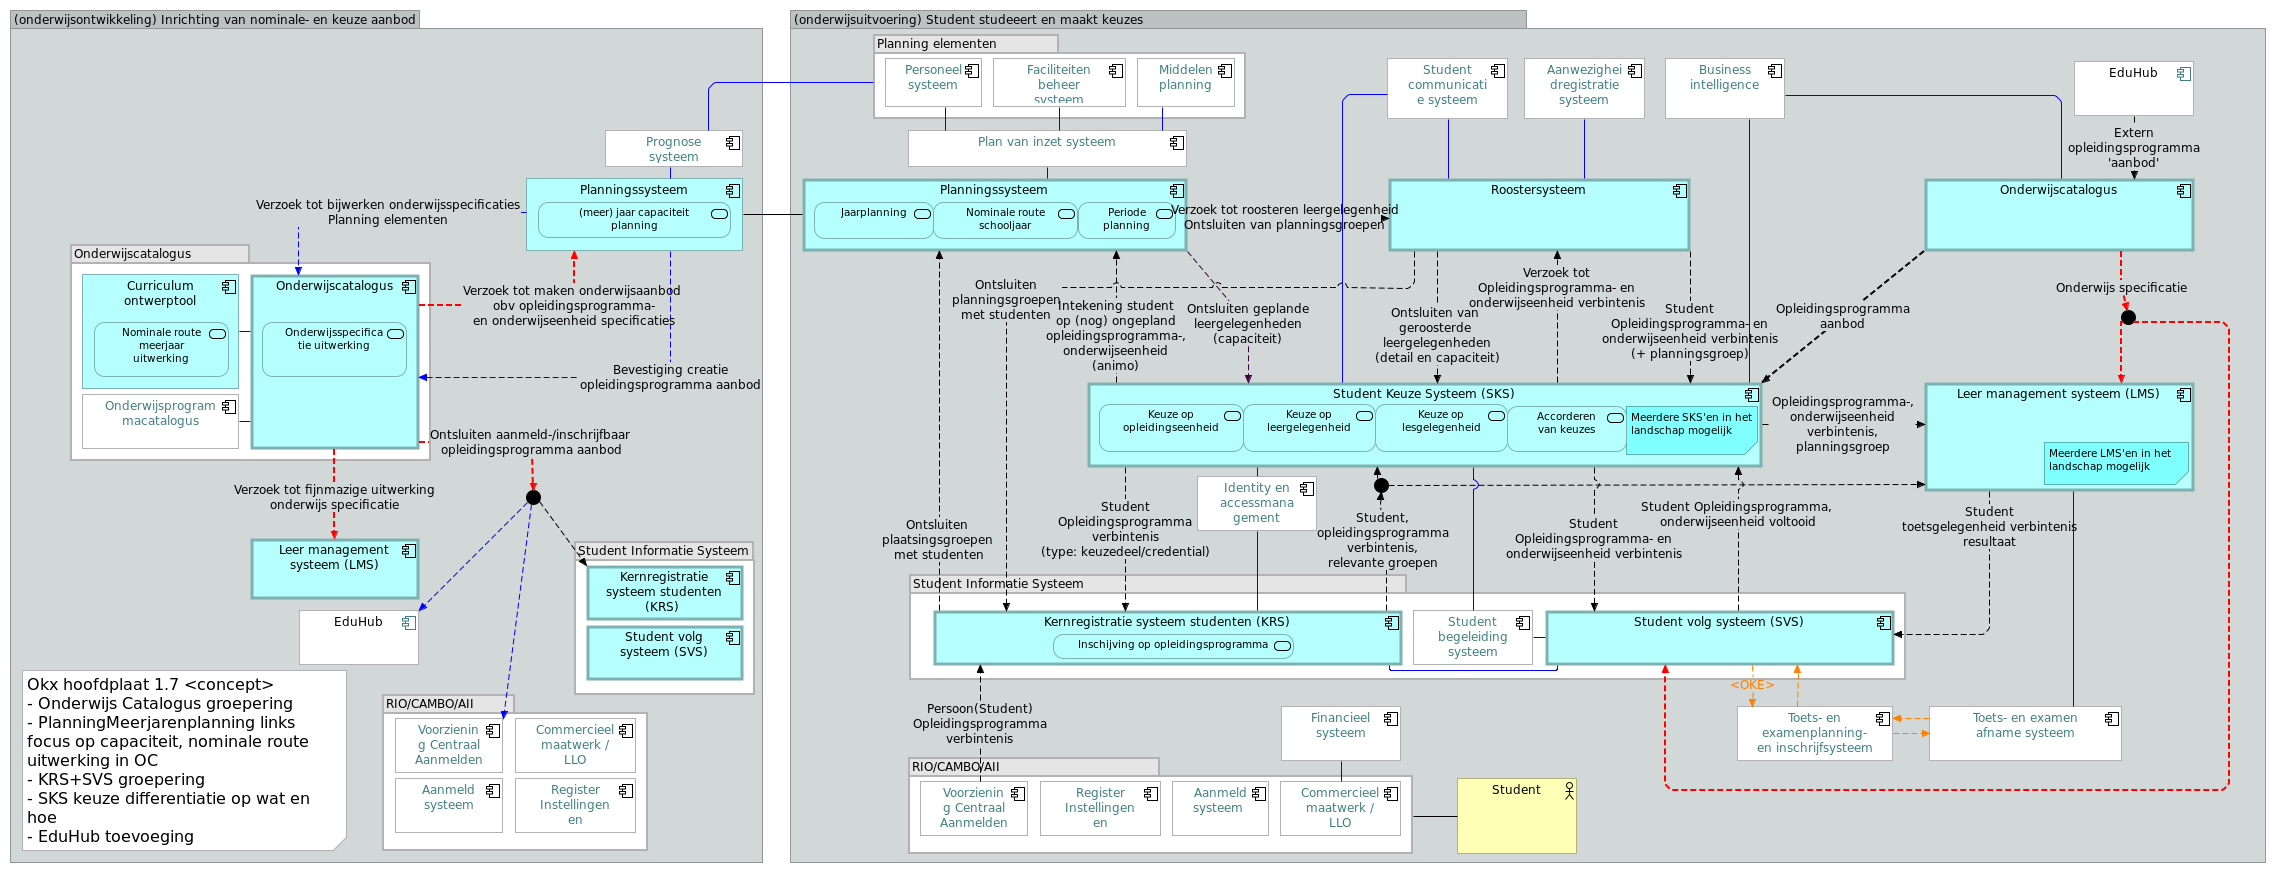 (onderwijsontwikkeling) Inrichting van nominale- en keuze aanbod
Prognose
systeem
Planningssysteem
(meer) jaar capaciteit
planning
Verzoek tot bijwerken onderwijsspecificaties
Planning elementen
Onderwijscatalogus
Curriculum
ontwerptool
Nominale route
meerjaar
uitwerking
Onderwijsprogram
macatalogus
Onderwijscatalogus
Onderwijsspecifica
tie uitwerking
Verzoek tot maken onderwijsaanbod
obv opleidingsprogramma-
en onderwijseenheid specificaties
Bevestiging creatie
opleidingsprogramma aanbod
Ontsluiten aanmeld-/inschrijfbaar
opleidingsprogramma aanbod
Verzoek tot fijnmazige uitwerking
onderwijs specificatie
Leer management
systeem (LMS)
EduHub
Student Informatie Systeem
Kernregistratie
systeem studenten
(KRS)
Student volg
systeem (SVS)
RIO/CAMBO/AII
Voorzienin
g Centraal
Aanmelden
Commercieel
maatwerk /
LLO
Aanmeld
systeem
Register
Instellingen
en
Okx hoofdplaat 1.7 <concept>
- Onderwijs Catalogus groepering
- PlanningMeerjarenplanning links
focus op capaciteit, nominale route
uitwerking in OC
- KRS+SVS groepering
- SKS keuze differentiatie op wat en
hoe
- EduHub toevoeging
(onderwijsuitvoering) Student studeeert en maakt keuzes
Planning elementen
Personeel
systeem
Faciliteiten
beheer
systeem
Middelen
planning
Plan van inzet systeem
Student
communicati
e systeem
Aanwezighei
dregistratie
systeem
Business
intelligence
EduHub
Extern
opleidingsprogramma
'aanbod'
Planningssysteem
Jaarplanning
Nominale route
schooljaar
Periode
planning
Verzoek tot roosteren leergelegenheid
Ontsluiten van planningsgroepen
Roostersysteem
Onderwijscatalogus
Ontsluiten
planningsgroepen
met studenten
Intekening student
op (nog) ongepland
opleidingsprogramma-,
onderwijseenheid
(animo)
Ontsluiten geplande
leergelegenheden
(capaciteit)
Ontsluiten van
geroosterde
leergelegenheden
(detail en capaciteit)
Verzoek tot
Opleidingsprogramma- en
onderwijseenheid verbintenis
Student
Opleidingsprogramma- en
onderwijseenheid verbintenis
(+ planningsgroep)
Opleidingsprogramma
aanbod
Onderwijs specificatie
Student Keuze Systeem (SKS)
Keuze op
opleidingseenheid
Keuze op
leergelegenheid
Keuze op
lesgelegenheid
Accorderen
van keuzes
Meerdere SKS'en in het
landschap mogelijk
Opleidingsprogramma-,
onderwijseenheid
verbintenis,
planningsgroep
Leer management systeem (LMS)
Meerdere LMS'en in het
landschap mogelijk
Ontsluiten
plaatsingsgroepen
met studenten
Student
Opleidingsprogramma
verbintenis
(type: keuzedeel/credential)
Identity en
accessmana
gement
Student,
opleidingsprogramma
verbintenis,
relevante groepen
Student
Opleidingsprogramma- en
onderwijseenheid verbintenis
Student Opleidingsprogramma,
onderwijseenheid voltooid
Student
toetsgelegenheid verbintenis
resultaat
Student Informatie Systeem
Kernregistratie systeem studenten (KRS)
Inschijving op opleidingsprogramma
Student
begeleiding
systeem
Student volg systeem (SVS)
<OKE>
Toets- en
examenplanning-
en inschrijfsysteem
Toets- en examen
afname systeem
Persoon(Student)
Opleidingsprogramma
verbintenis
Financieel
systeem
RIO/CAMBO/AII
Voorzienin
g Centraal
Aanmelden
Register
Instellingen
en
Aanmeld
systeem
Commercieel
maatwerk /
LLO
Student